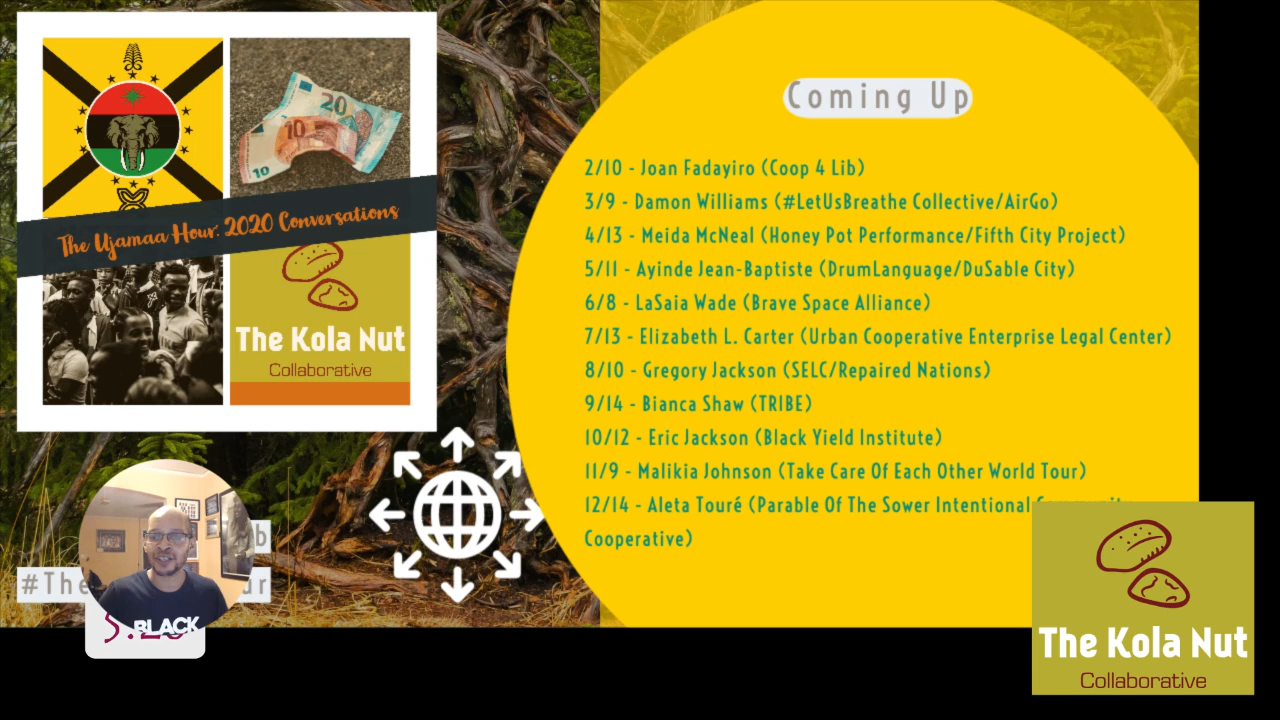 20
10
10
The Ujamaa Hour: 2020 Conversations
The Kola Nut
Collaborative
Coming Up
2/10 - Joan Fadayiro (Coop 4 Lib)
3/9 - Damon Williams (#LetUsBreathe Collective/AirGo)
4/13 - Meida McNeal (Honey Pot Performance/Fifth City Project)
5/11 - Ayinde Jean-Baptiste (DrumLanguage/DuSable City)
6/8 - LaSaia Wade (Brave Space Alliance)
7/13 - Elizabeth L. Carter (Urban Cooperative Enterprise Legal Center)
8/10 - Gregory Jackson (SELC/Repaired Nations)
9/14 - Bianca Shaw (TRIBE)
10/12 - Eric Jackson (Black Yield Institute)
11/9 - Malikia Johnson (Take Care Of Each Other World Tour)
12/14 - Aleta Touré (Parable Of The Sower Intentional
Cooperative)
#The
BLACK
The Kola Nut
Collaborative